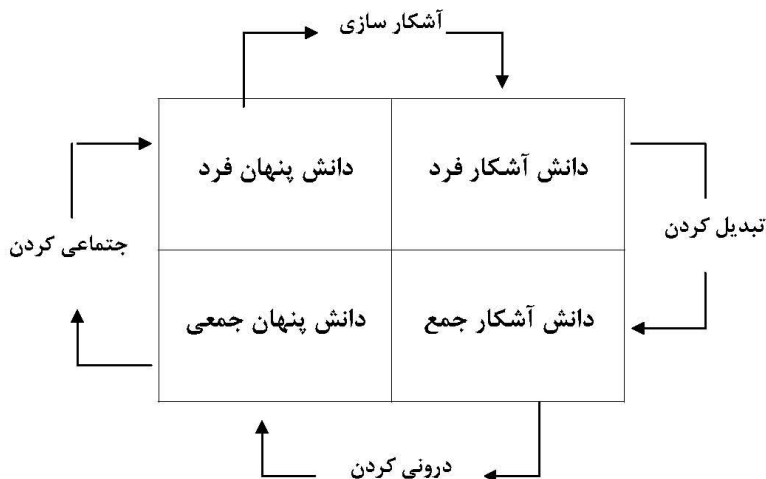 آشکار سازی
دانش آشکار فرد
دانش پنهان فرد
تبدیل کردن
جتماعی کردن
دانش آشکار جمع
دانش پنهان جمعی
درونی کردن